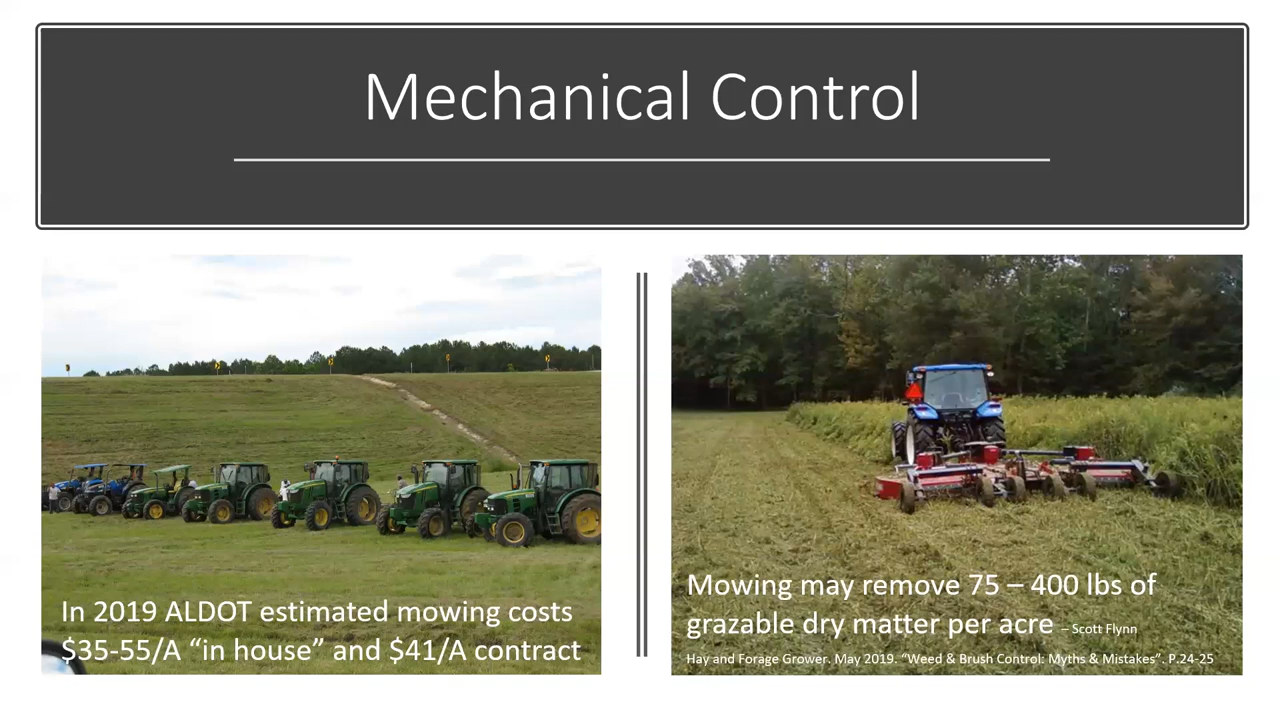 Mechanical Control
In 2019 ALDOT estimated mowing costs
$35-55/A “in house” and $41/A contract
Mowing may remove 75 – 400 lbs of
grazable dry matter per acre – Scott Flynn
Hay and Forage Grower. May 2019. “Weed & Brush Control: Myths & Mistakes”. P.24-25